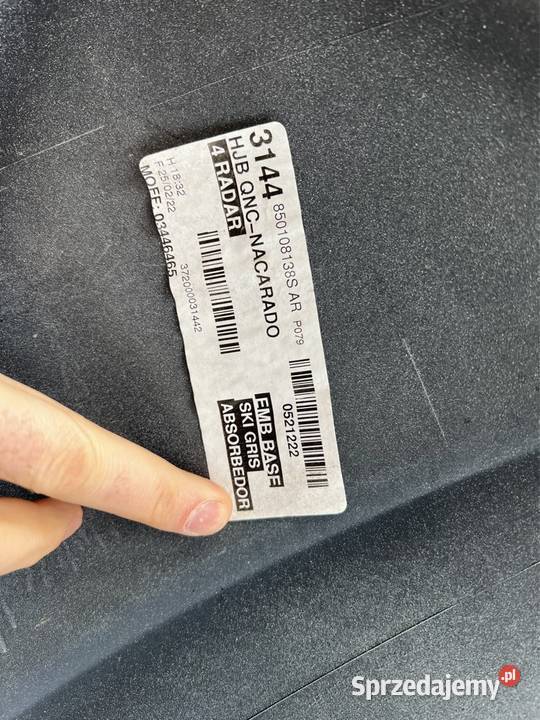 3144 850108138S AR P079
HJB QNC-NACARADO
4 RADAR
0521222
EMB.BASE
SKI GRIS
ABSORBEDOR
372000031442
H 18:32
F 25/02/22
MOFF: 03446465
Sprzedajemy.pl